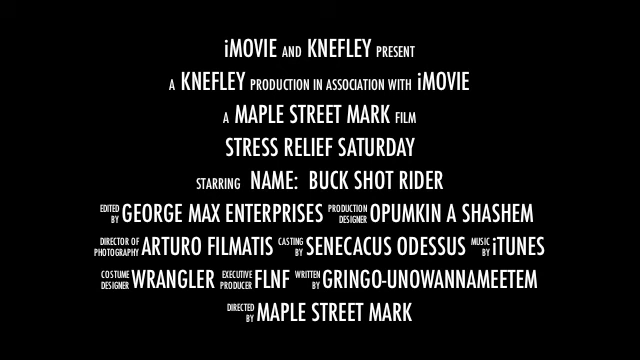 iMOVIE AND KNEFLEY PRESENT
A KNEFLEY PRODUCTION IN ASSOCIATION WITH iMOVIE
A MAPLE STREET MARK FILM
STRESS RELIEF SATURDAY
STARRING NAME: BUCK SHOT RIDER
EDITED BY GEORGE MAX ENTERPRISES PRODUCTION DESIGNER OPUMKIN A SHASHEM
DIRECTOR OF PHOTOGRAPHY ARTURO FILMATIS CASTING BY SENECACUS ODESSUS MUSIC BY iTUNES
COSTUME DESIGNER WRANGLER EXECUTIVE PRODUCER FLNF WRITTEN BY GRINGO-UNOWANNAMEETEM
DIRECTED BY MAPLE STREET MARK